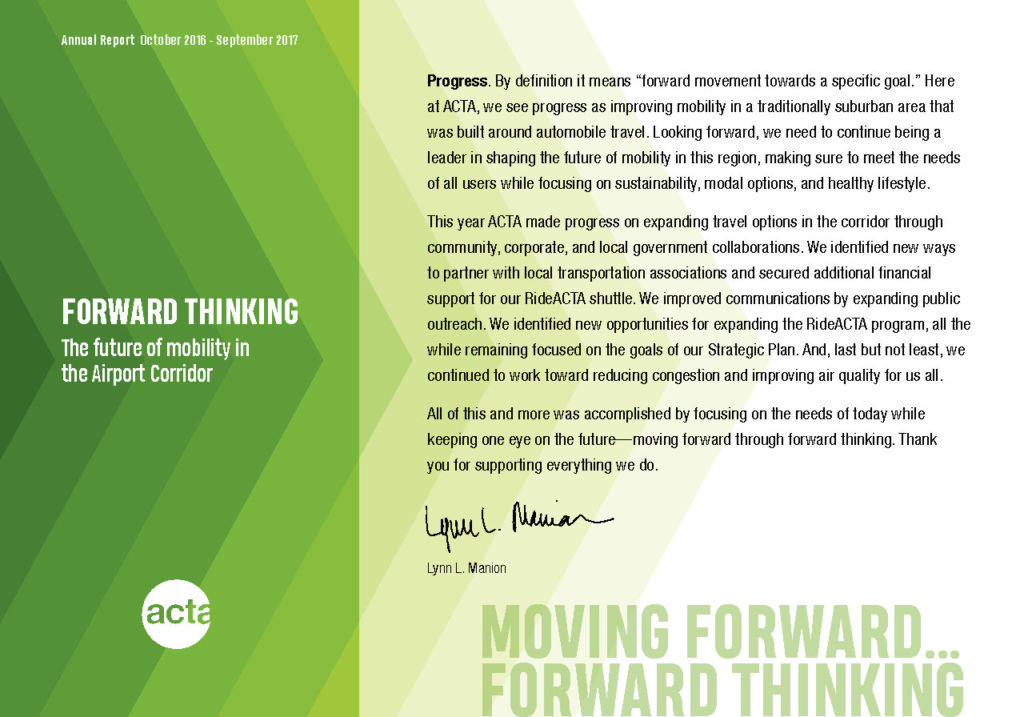 Annual Report October 2016 - September 2017
FORWARD THINKING
The future of mobility in
the Airport Corridor
acta
Progress. By definition it means “forward movement towards a specific goal.” Here
at ACTA, we see progress as improving mobility in a traditionally suburban area that
was built around automobile travel. Looking forward, we need to continue being a
leader in shaping the future of mobility in this region, making sure to meet the needs
of all users while focusing on sustainability, modal options, and healthy lifestyle.
This year ACTA made progress on expanding travel options in the corridor through
community, corporate, and local government collaborations. We identified new ways
to partner with local transportation associations and secured additional financial
support for our RideACTA shuttle. We improved communications by expanding public
outreach. We identified new opportunities for expanding the RideACTA program, all the
while remaining focused on the goals of our Strategic Plan. And, last but not least, we
continued to work toward reducing congestion and improving air quality for us all.
All of this and more was accomplished by focusing on the needs of today while
keeping one eye on the future—moving forward through forward thinking. Thank
you for supporting everything we do.
Lynn L. Manion
Lynn L. Manion
MOVING FORWARD...
FORWARD THINKING